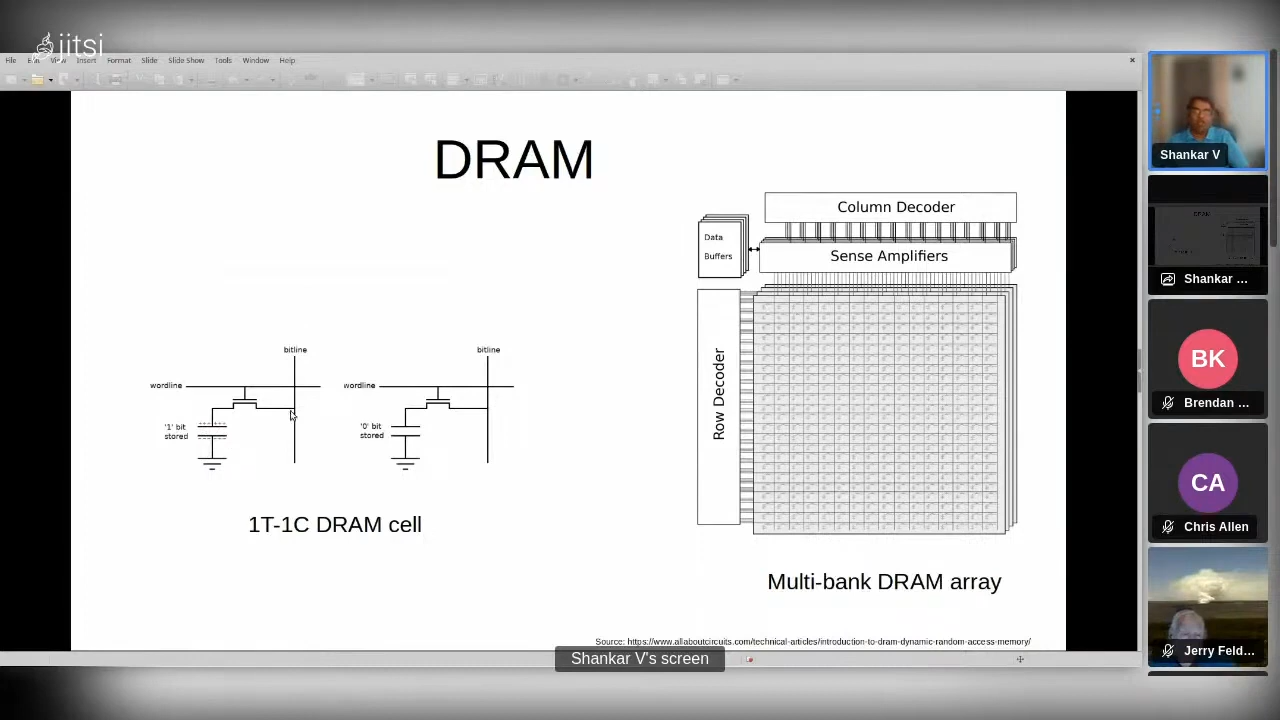 jitsi
File Edit View Insert Format Slide Slide Show Tools Window Help
DRAM
Column Decoder
Data
Buffers
Sense Amplifiers
Row Decoder
bitline
bitline
wordline
wordline
'1' bit
stored
'0' bit
stored
1T-1C DRAM cell
Multi-bank DRAM array
Source: https://www.allaboutcircuits.com/technical-articles/introduction-to-dram-dynamic-random-access-memory/
Shankar V's screen
Shankar V
Shankar ...
BK
Brendan ...
CA
Chris Allen
Jerry Feld...